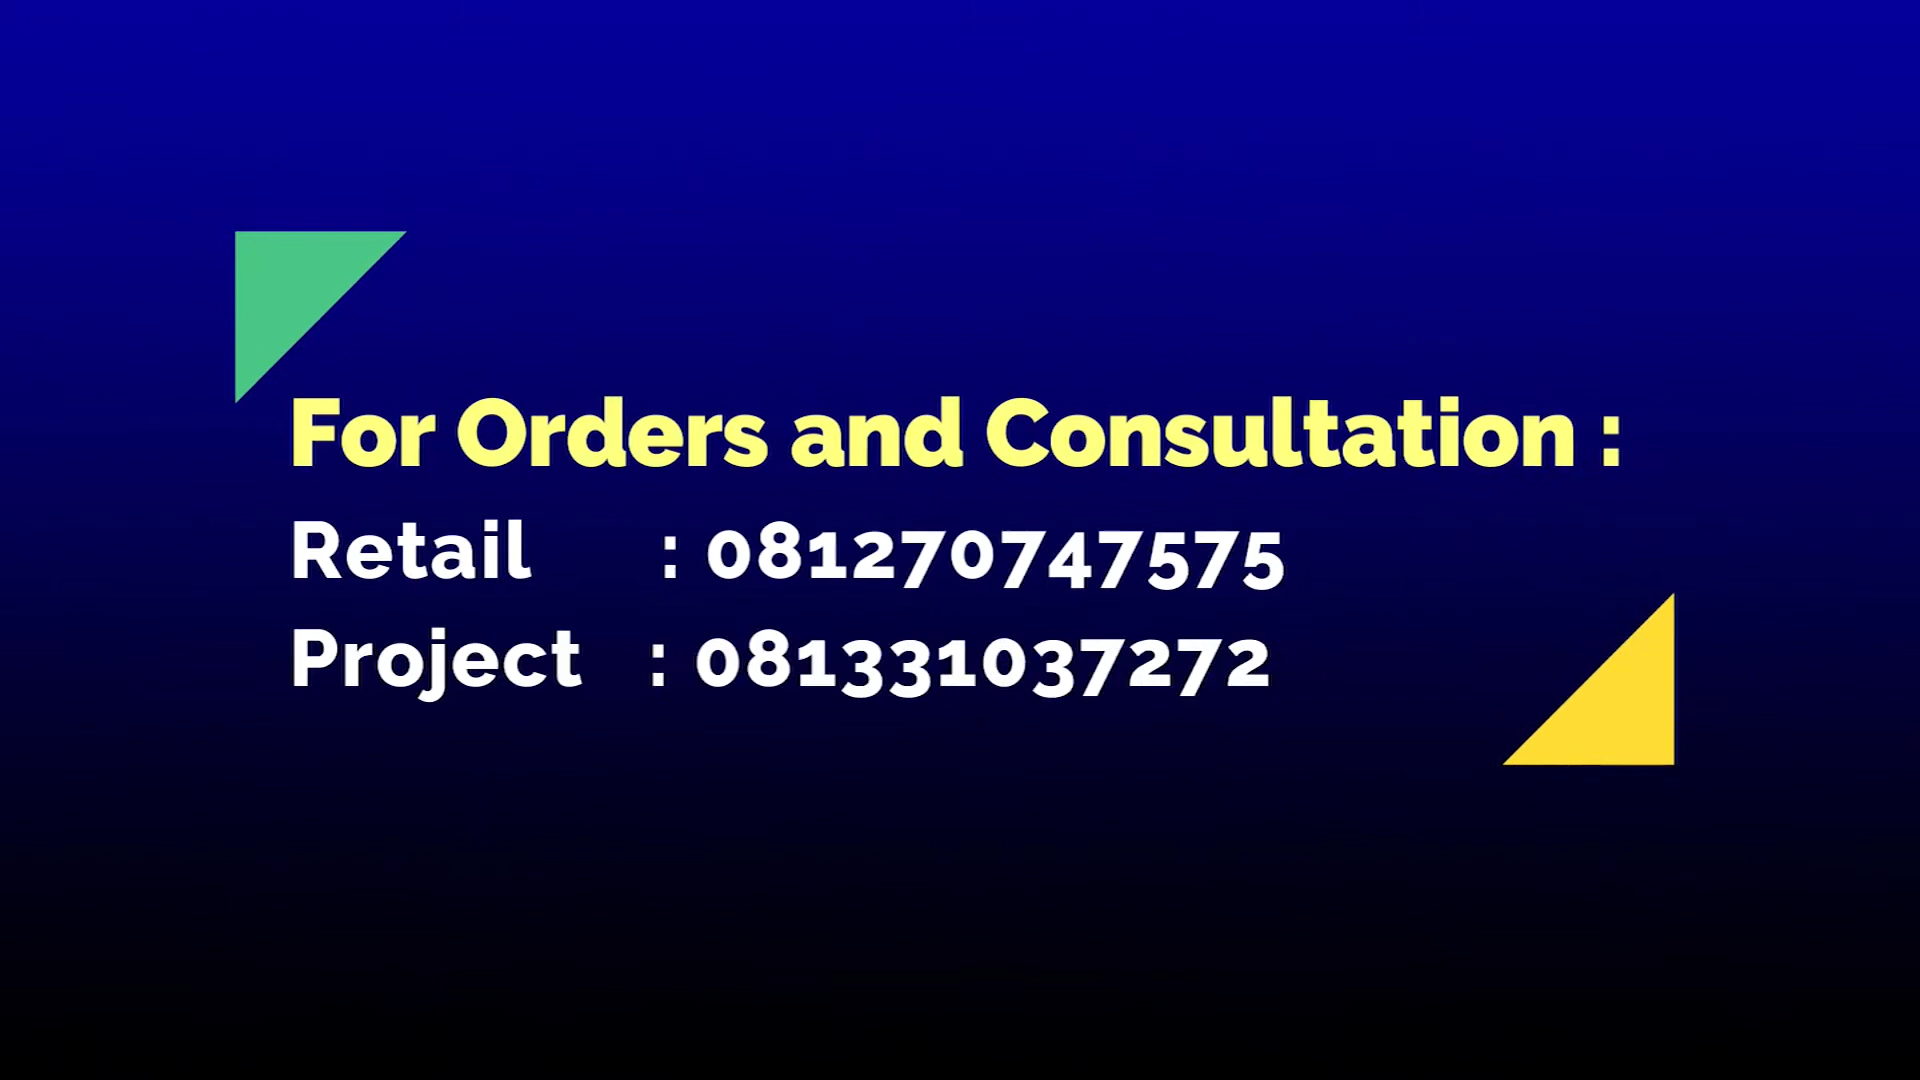 For Orders and Consultation :
Retail : 081270747575
Project : 081331037272